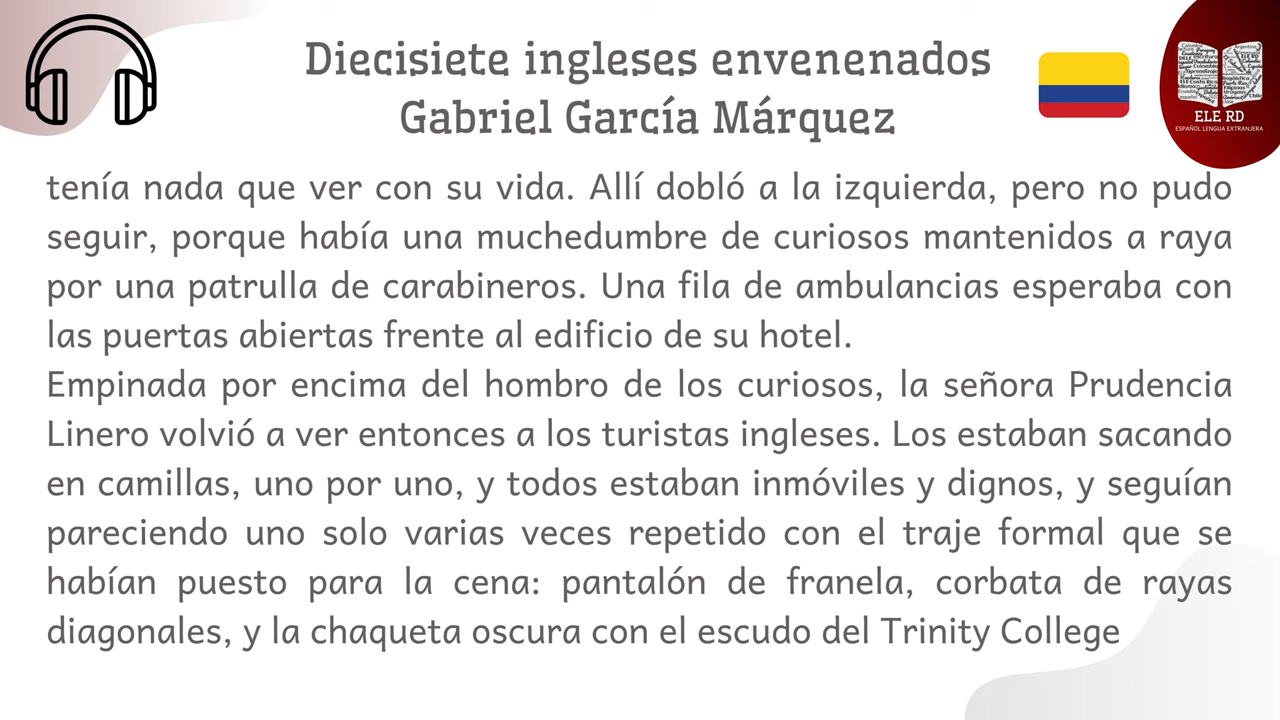 Diecisiete ingleses envenenados
Gabriel García Márquez
ELE RD
ESPAÑOL LENGUA EXTRANJERA
tenía nada que ver con su vida. Allí dobló a la izquierda, pero no pudo
seguir, porque había una muchedumbre de curiosos mantenidos a raya
por una patrulla de carabineros. Una fila de ambulancias esperaba con
las puertas abiertas frente al edificio de su hotel.
Empinada por encima del hombro de los curiosos, la señora Prudencia
Linero volvió a ver entonces a los turistas ingleses. Los estaban sacando
en camillas, uno por uno, y todos estaban inmóviles y dignos, y seguían
pareciendo uno solo varias veces repetido con el traje formal que se
habían puesto para la cena: pantalón de franela, corbata de rayas
diagonales, y la chaqueta oscura con el escudo del Trinity College